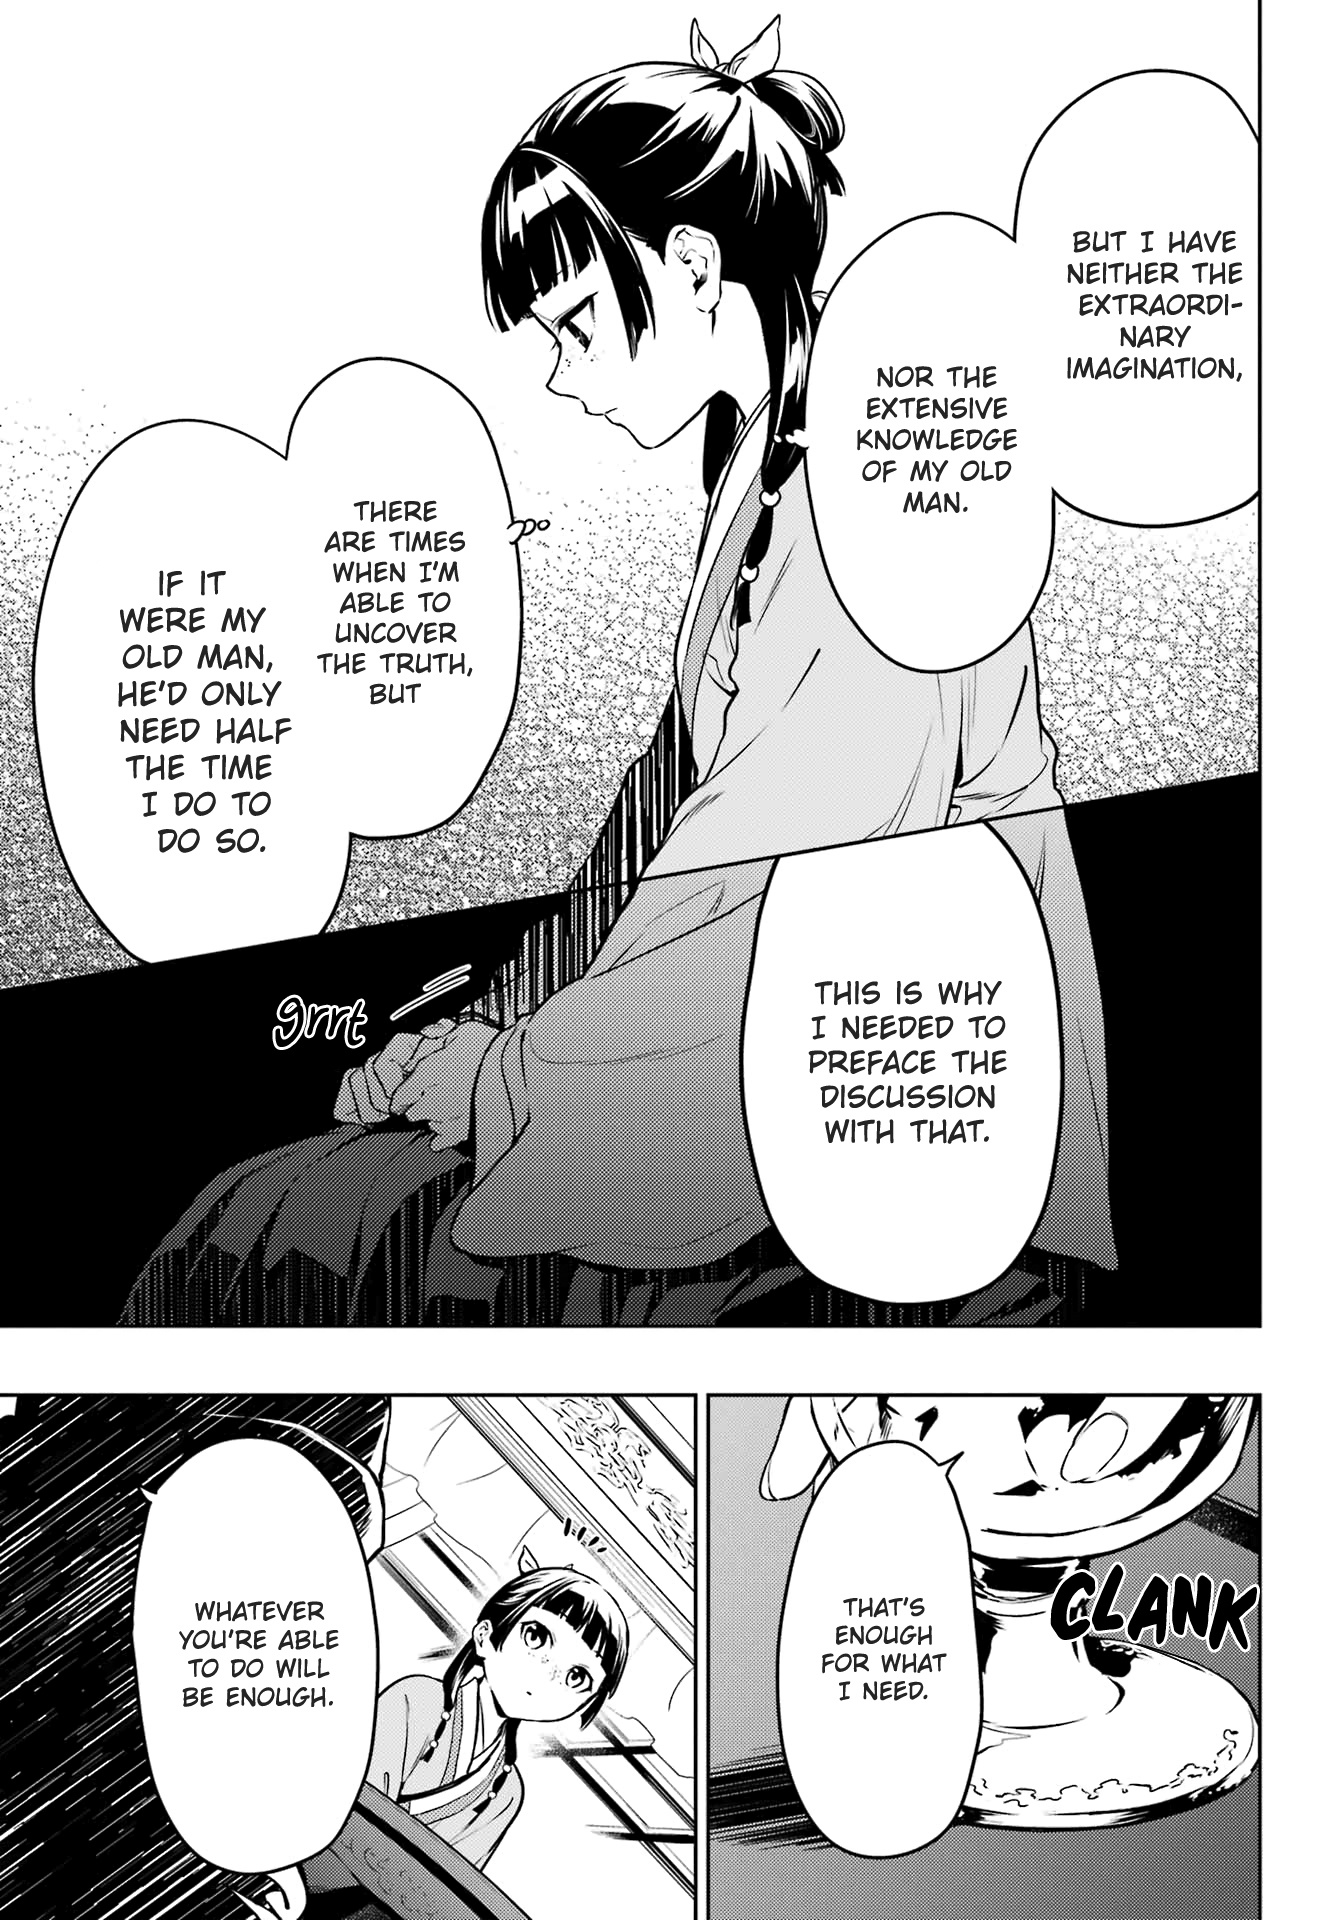 BUT I HAVE
NEITHER THE
EXTRAORDI-
NARY
IMAGINATION,
NOR THE
EXTENSIVE
KNOWLEDGE
OF MY OLD
MAN.
THERE
ARE TIMES
WHEN I'M
ABLE TO
UNCOVER
THE TRUTH,
BUT
IF IT
WERE MY
OLD MAN,
HE'D ONLY
NEED HALF
THE TIME
I DO TO
DO SO.
THIS IS WHY
I NEEDED TO
PREFACE THE
DISCUSSION
WITH THAT.
grrt
CLANK
THAT'S
ENOUGH
FOR WHAT
I NEED.
WHATEVER
YOU'RE ABLE
TO DO WILL
BE ENOUGH.